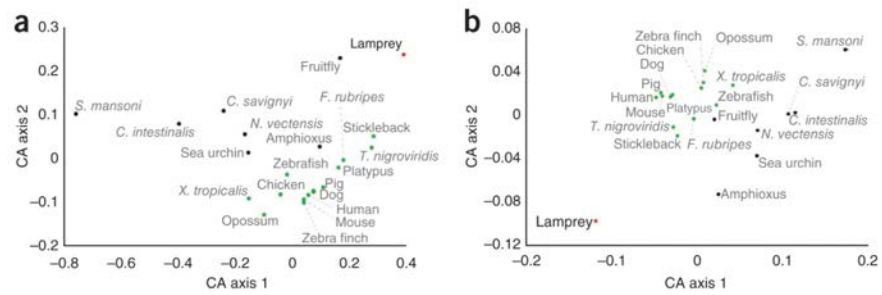 a
CA axis 2
0.3
0.2
0.1
0
−0.1
−0.2
−0.8
−0.6
−0.4
−0.2
0
0.2
0.4
CA axis 1
Lamprey
Fruitfly
S. mansoni
C. savignyi
F. rubripes
C. intestinalis
N. vectensis
Amphioxus
Stickleback
Sea urchin
T. nigroviridis
Zebrafish
Platypus
Chicken
Pig
Dog
X. tropicalis
Human
Opossum
Mouse
Zebra finch
b
CA axis 2
0.08
0.04
0
−0.04
−0.08
−0.12
−0.2
−0.1
0
0.1
0.2
CA axis 1
Zebra finch
Opossum
Chicken
S. mansoni
Dog
X. tropicalis
C. savignyi
Pig
Human
Zebrafish
Platypus
Mouse
Fruitfly
C. intestinalis
T. nigroviridis
N. vectensis
Stickleback
F. rubripes
Sea urchin
Amphioxus
Lamprey